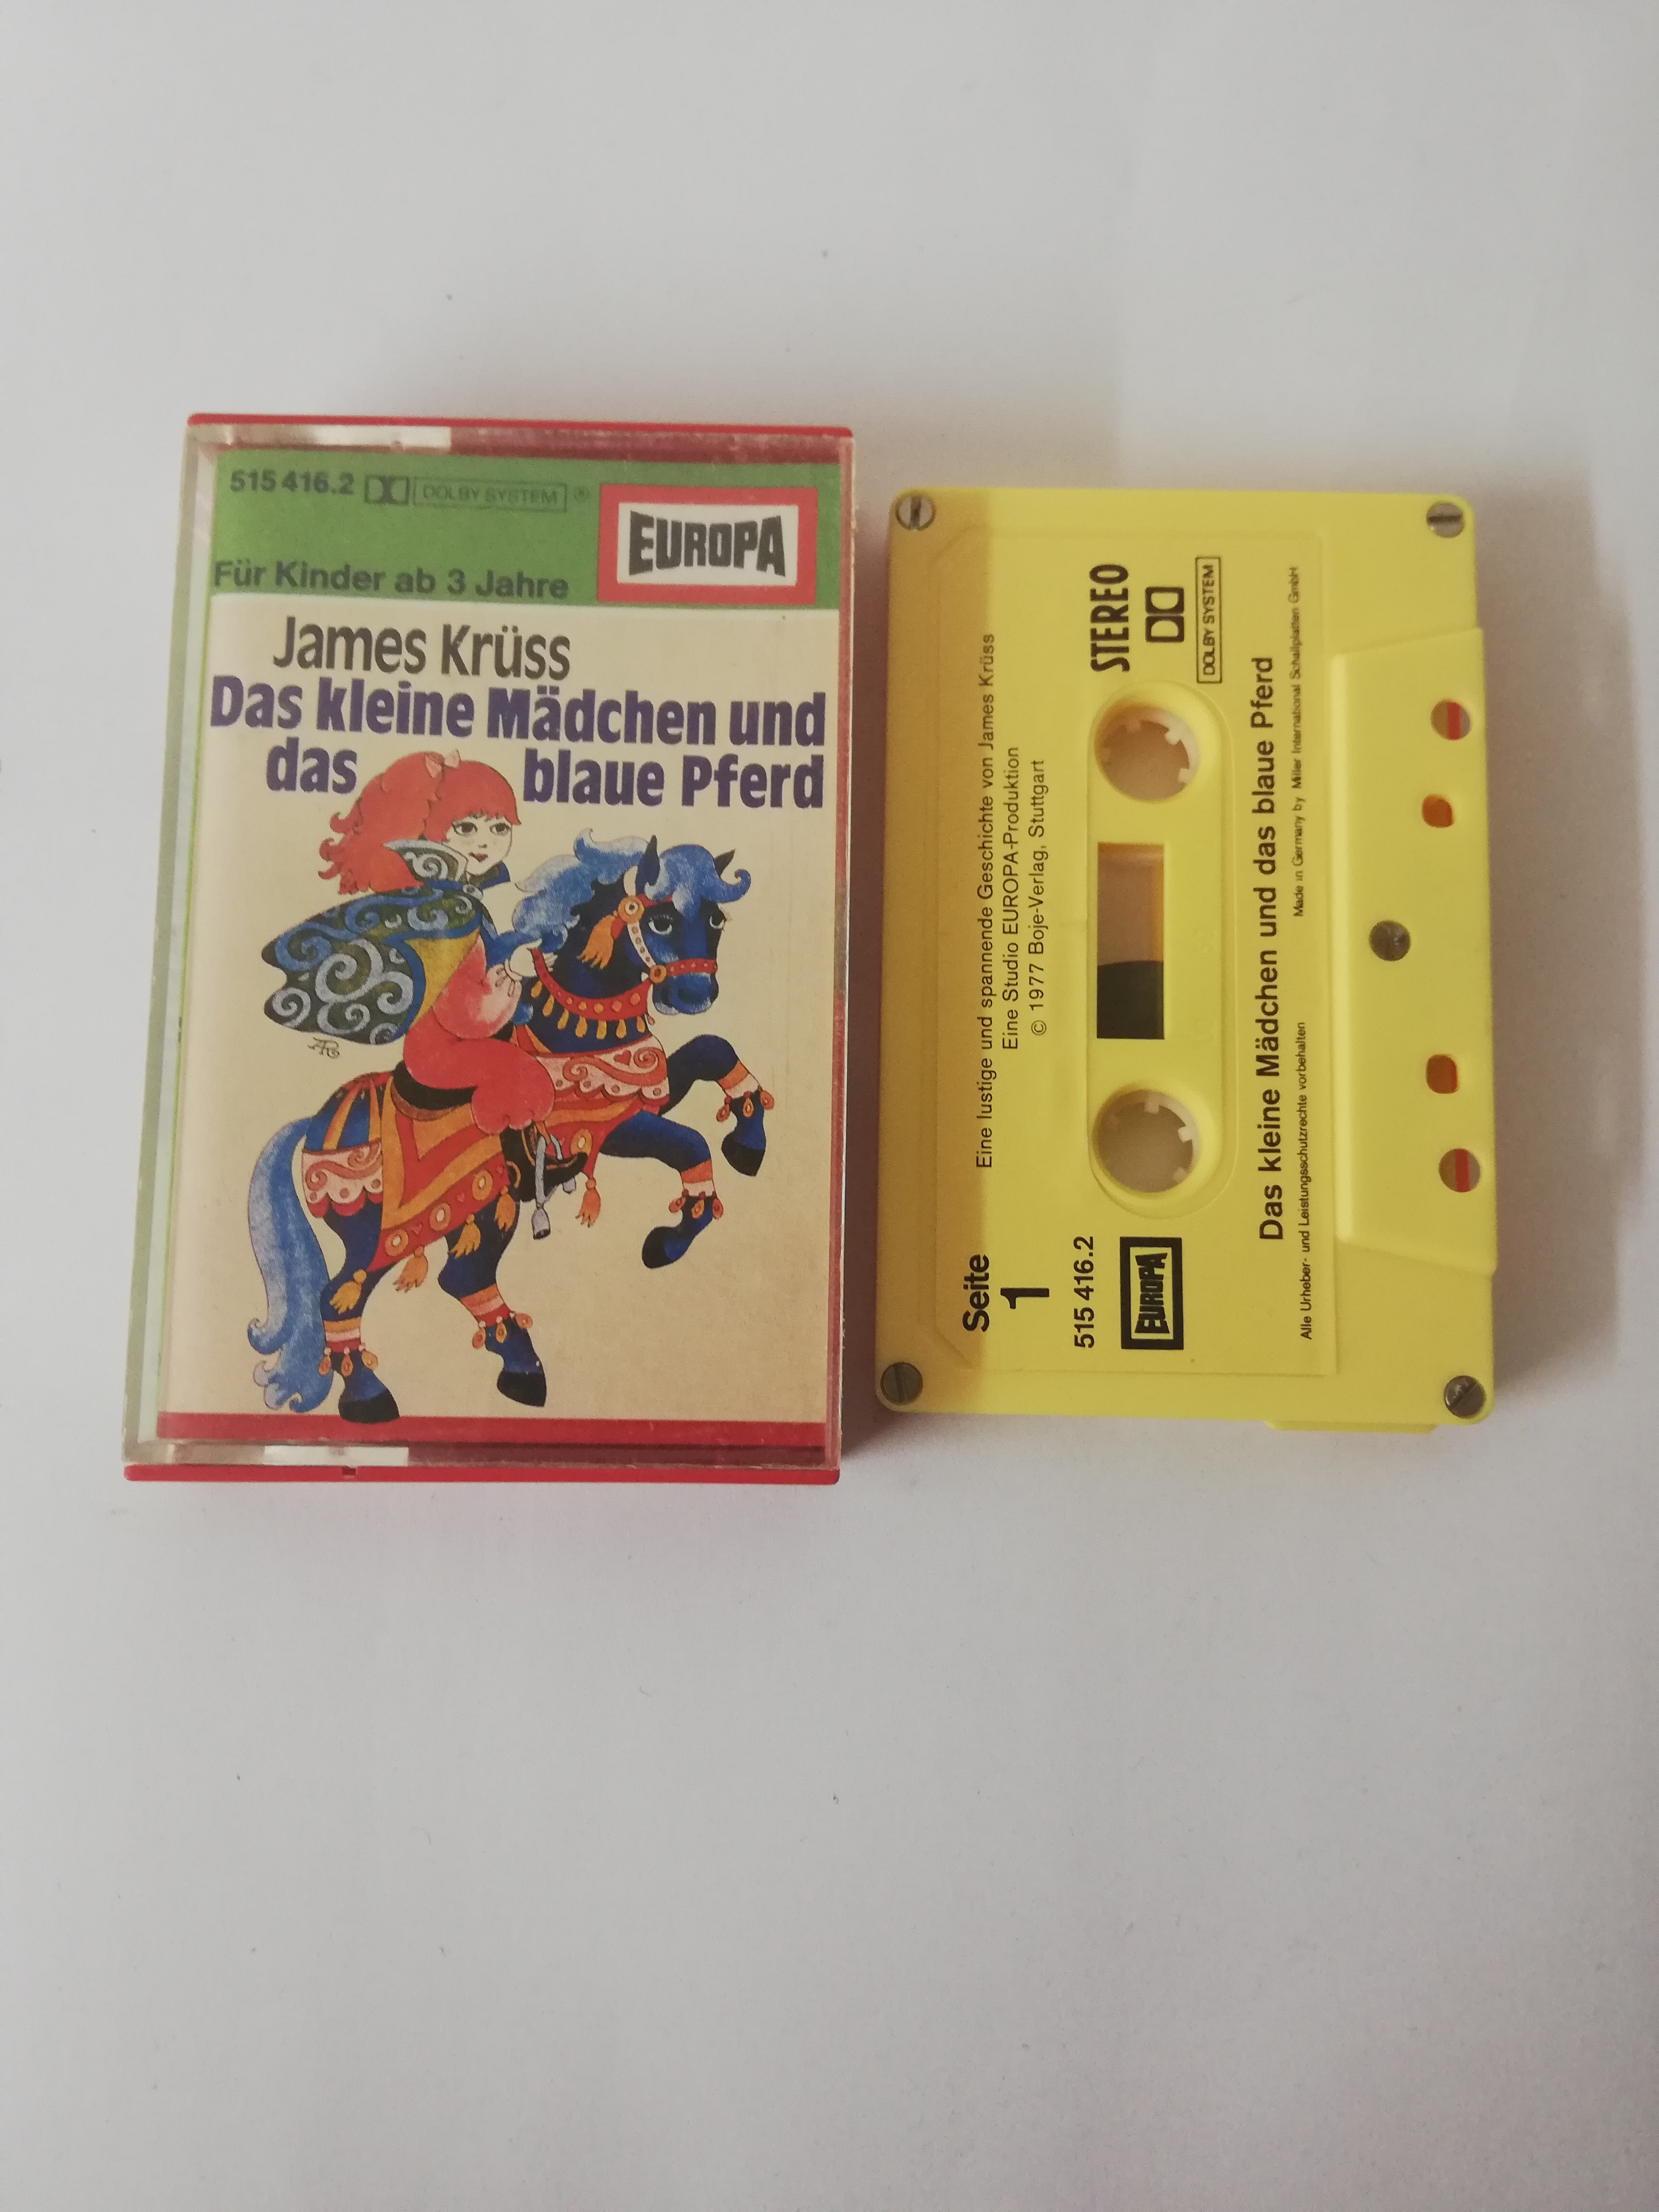 515 416.2 DOLBY SYSTEM ®
EUROPA
Für Kinder ab 3 Jahre
James Krüss
Das kleine Mädchen und
das blaue Pferd
Eine lustige und spannende Geschichte von James Krüss
Eine Studio EUROPA-Produktion
© 1977 Boje-Verlag, Stuttgart
Seite
1
515 416.2
EUROPA
STEREO
DOLBY SYSTEM
Das kleine Mädchen und das blaue Pferd
Alle Urheber- und Leistungsschutzrechte vorbehalten Made in Germany by Miller International Schallplatten GmbH